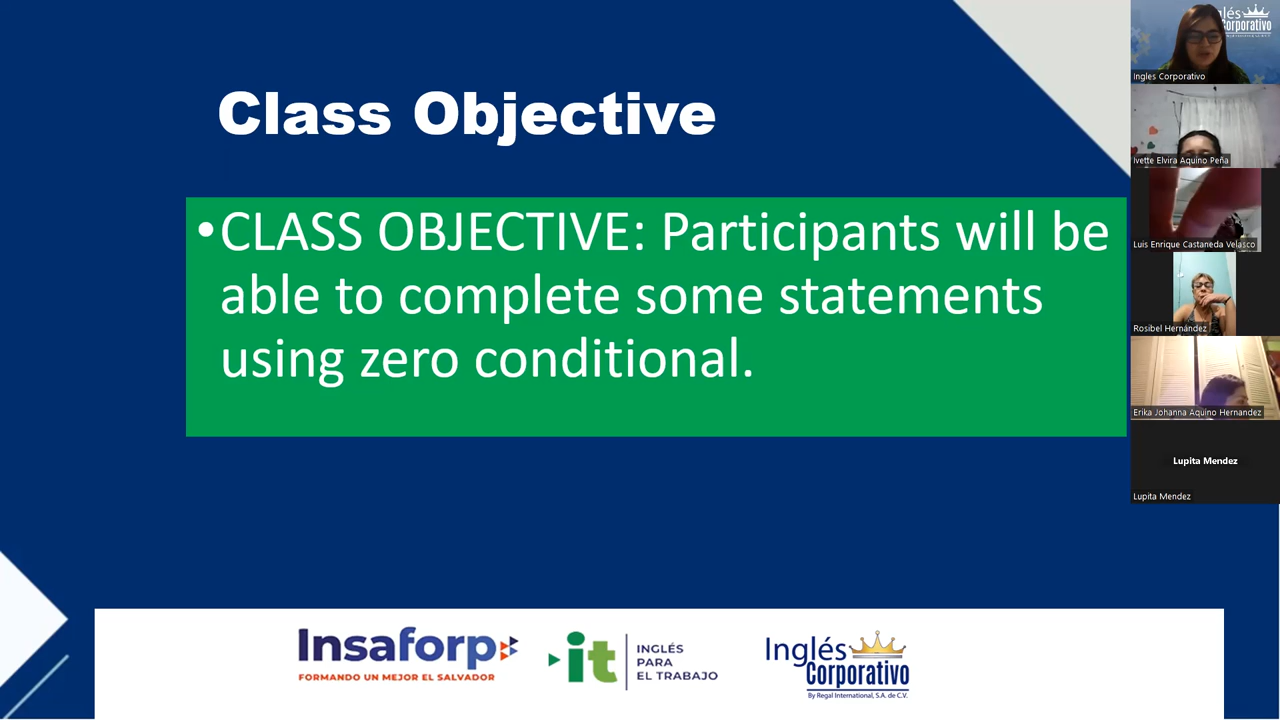 Class Objective
•CLASS OBJECTIVE: Participants will be
able to complete some statements
using zero conditional.
Insaforp
FORMANDO UN MEJOR EL SALVADOR
it
INGLÉS
PARA
EL TRABAJO
Inglés
Corporativo
By Regal International, S.A. de C.V.
glés
Corporativo
Ingles Corporativo
Ivette Elvira Aquino Peña
Luis Enrique Castaneda Velasco
Rosibel Hernández
Erika Johanna Aquino Hernandez
Lupita Mendez
Lupita Mendez